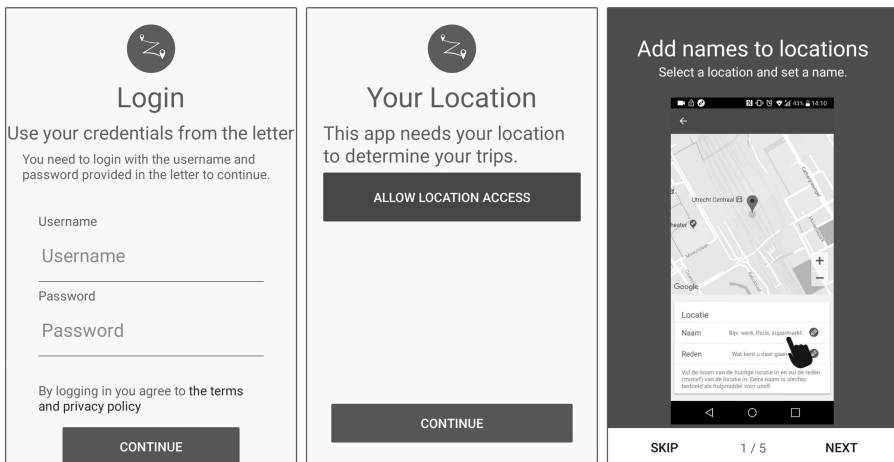 Login
Use your credentials from the letter
You need to login with the username and
password provided in the letter to continue.
Username
Username
Password
Password
By logging in you agree to the terms
and privacy policy
CONTINUE
Your Location
This app needs your location
to determine your trips.
ALLOW LOCATION ACCESS
CONTINUE
Add names to locations
Select a location and set a name.
43% 14:10
Utrecht Centraal
heater
Google
+
−
Locatie
Naam Bijv. werk, thuis, supermarkt.
Reden Wat bent u daar gaan
Vul de naam van de huidige locatie in en vul de reden
(motief) van de locatie in. Deze naam is slechts
bedoeld als hulpmiddel voor uzelf.
SKIP 1 / 5 NEXT